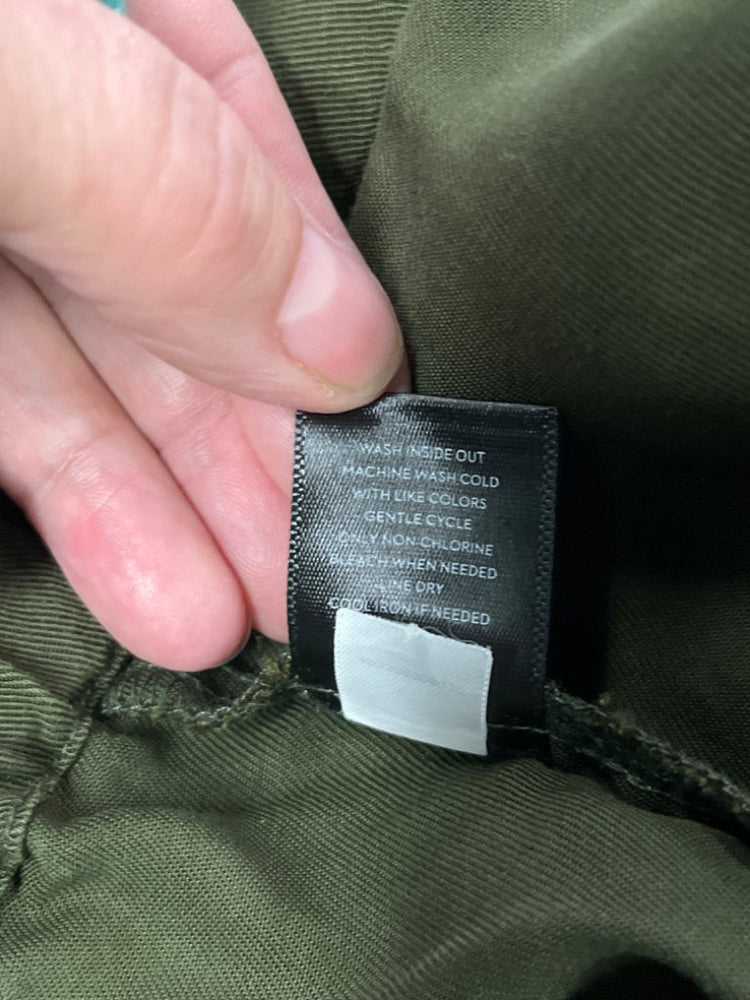 WASH INSIDE OUT
MACHINE WASH COLD
WITH LIKE COLORS
GENTLE CYCLE
ONLY NON-CHLORINE
BLEACH WHEN NEEDED
LINE DRY
COOL IRON IF NEEDED